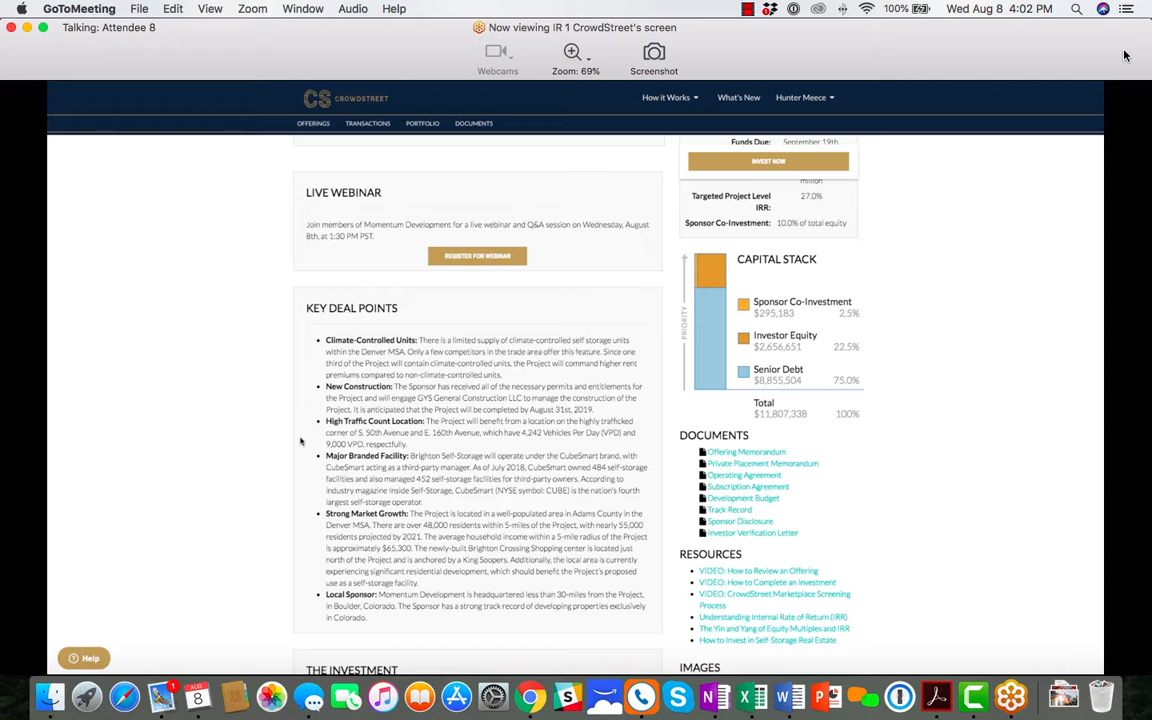 GoToMeeting File Edit View Zoom Window Audio Help 100% Wed Aug 8 4:02 PM
Talking: Attendee 8
Now viewing IR 1 CrowdStreet's screen
Webcams
Zoom: 69%
Screenshot
CS CROWDSTREET
How it Works What's New Hunter Meece
OFFERINGS TRANSACTIONS PORTFOLIO DOCUMENTS
LIVE WEBINAR
Join members of Momentum Development for a live webinar and Q&A session on Wednesday, August
8th, at 1:30 PM PST.
REGISTER FOR WEBINAR
KEY DEAL POINTS
Climate-Controlled Units: There is a limited supply of climate-controlled self storage units
within the Denver MSA. Only a few competitors in the trade area offer this feature. Since one
third of the Project will contain climate-controlled units, the Project will command higher rent
premiums compared to non-climate-controlled units.
New Construction: The Sponsor has received all of the necessary permits and entitlements for
the Project and will engage GYS General Construction LLC to manage the construction of the
Project. It is anticipated that the Project will be completed by August 31st, 2019.
High Traffic Count Location: The Project will benefit from a location on the highly trafficked
corner of S. 50th Avenue and E. 160th Avenue, which have 4,242 Vehicles Per Day (VPD) and
9,000 VPD, respectfully.
Major Branded Facility: Brighton Self-Storage will operate under the CubeSmart brand, with
CubeSmart acting as a third-party manager. As of July 2018, CubeSmart owned 484 self-storage
facilities and also managed 452 self-storage facilities for third-party owners. According to
industry magazine Inside Self-Storage, CubeSmart (NYSE symbol: CUBE) is the nation's fourth
largest self-storage operator.
Strong Market Growth: The Project is located in a well-populated area in Adams County in the
Denver MSA. There are over 48,000 residents within 5-miles of the Project, with nearly 55,000
residents projected by 2021. The average household income within a 5-mile radius of the Project
is approximately $65,300. The newly-built Brighton Crossing Shopping center is located just
north of the Project and is anchored by a King Soopers. Additionally, the local area is currently
experiencing significant residential development, which should benefit the Project's proposed
use as a self-storage facility.
Local Sponsor: Momentum Development is headquartered less than 30-miles from the Project,
in Boulder, Colorado. The Sponsor has a strong track record of developing properties exclusively
in Colorado.
THE INVESTMENT
Funds Due: September 19th
INVEST NOW
million
Targeted Project Level 27.0%
IRR:
Sponsor Co-Investment: 10.0% of total equity
CAPITAL STACK
PRIORITY
Sponsor Co-Investment
$295,183 2.5%
Investor Equity
$2,656,651 22.5%
Senior Debt
$8,855,504 75.0%
Total
$11,807,338 100%
DOCUMENTS
Offering Memorandum
Private Placement Memorandum
Operating Agreement
Subscription Agreement
Development Budget
Track Record
Sponsor Disclosure
Investor Verification Letter
RESOURCES
VIDEO: How to Review an Offering
VIDEO: How to Complete an Investment
VIDEO: CrowdStreet Marketplace Screening
Process
Understanding Internal Rate of Return (IRR)
The Yin and Yang of Equity Multiples and IRR
How to Invest in Self-Storage Real Estate
IMAGES
Help
AUG
8
1